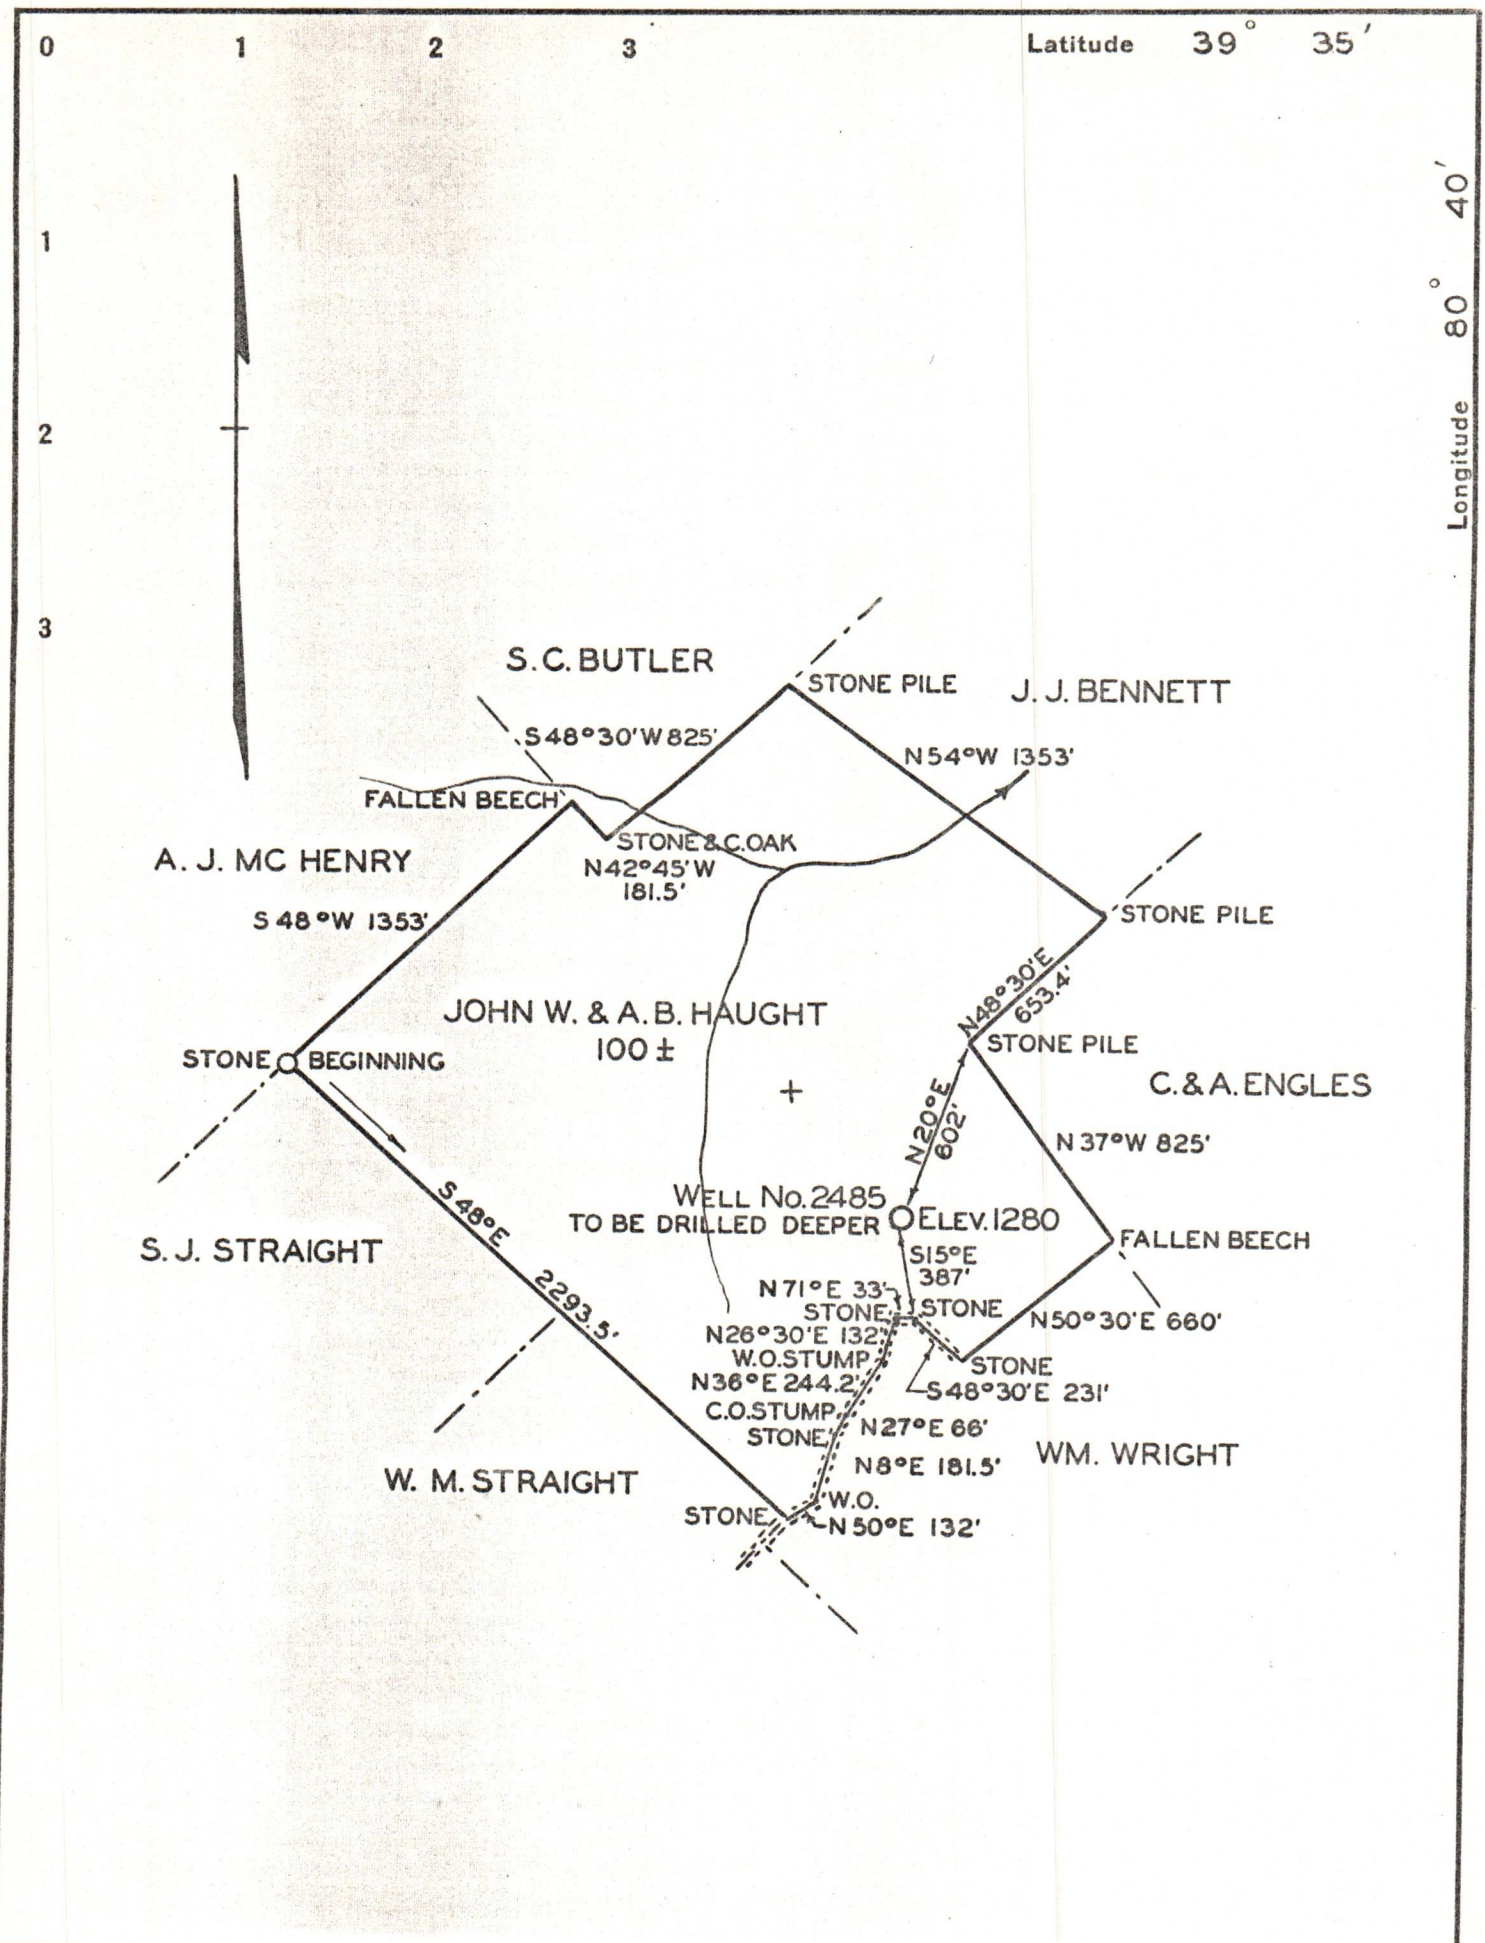 0 1 2 3 Latitude 39° 35'
Longitude 80° 40'
1
2
3
S.C. BUTLER
STONE PILE
J. J. BENNETT
S 48°30'W 825'
N 54°W 1353'
FALLEN BEECH
STONE & C.OAK
N42°45'W
181.5'
A. J. MC HENRY
S 48°W 1353'
STONE PILE
N48°30'E
653.4'
JOHN W. & A.B. HAUGHT
100 ±
STONE BEGINNING
STONE PILE
C. & A. ENGLES
N 20°E
602'
N 37°W 825'
WELL No. 2485
TO BE DRILLED DEEPER
ELEV. 1280
S 48°E 2293.5'
S. J. STRAIGHT
FALLEN BEECH
S15°E
387'
N 71°E 33'
STONE
STONE
N50°30'E 660'
N26°30'E 132'
W.O. STUMP
STONE
N36°E 244.2'
S48°30'E 231'
C.O. STUMP
N27°E 66'
STONE
WM. WRIGHT
N8°E 181.5'
W. M. STRAIGHT
W.O.
STONE
N 50°E 132'